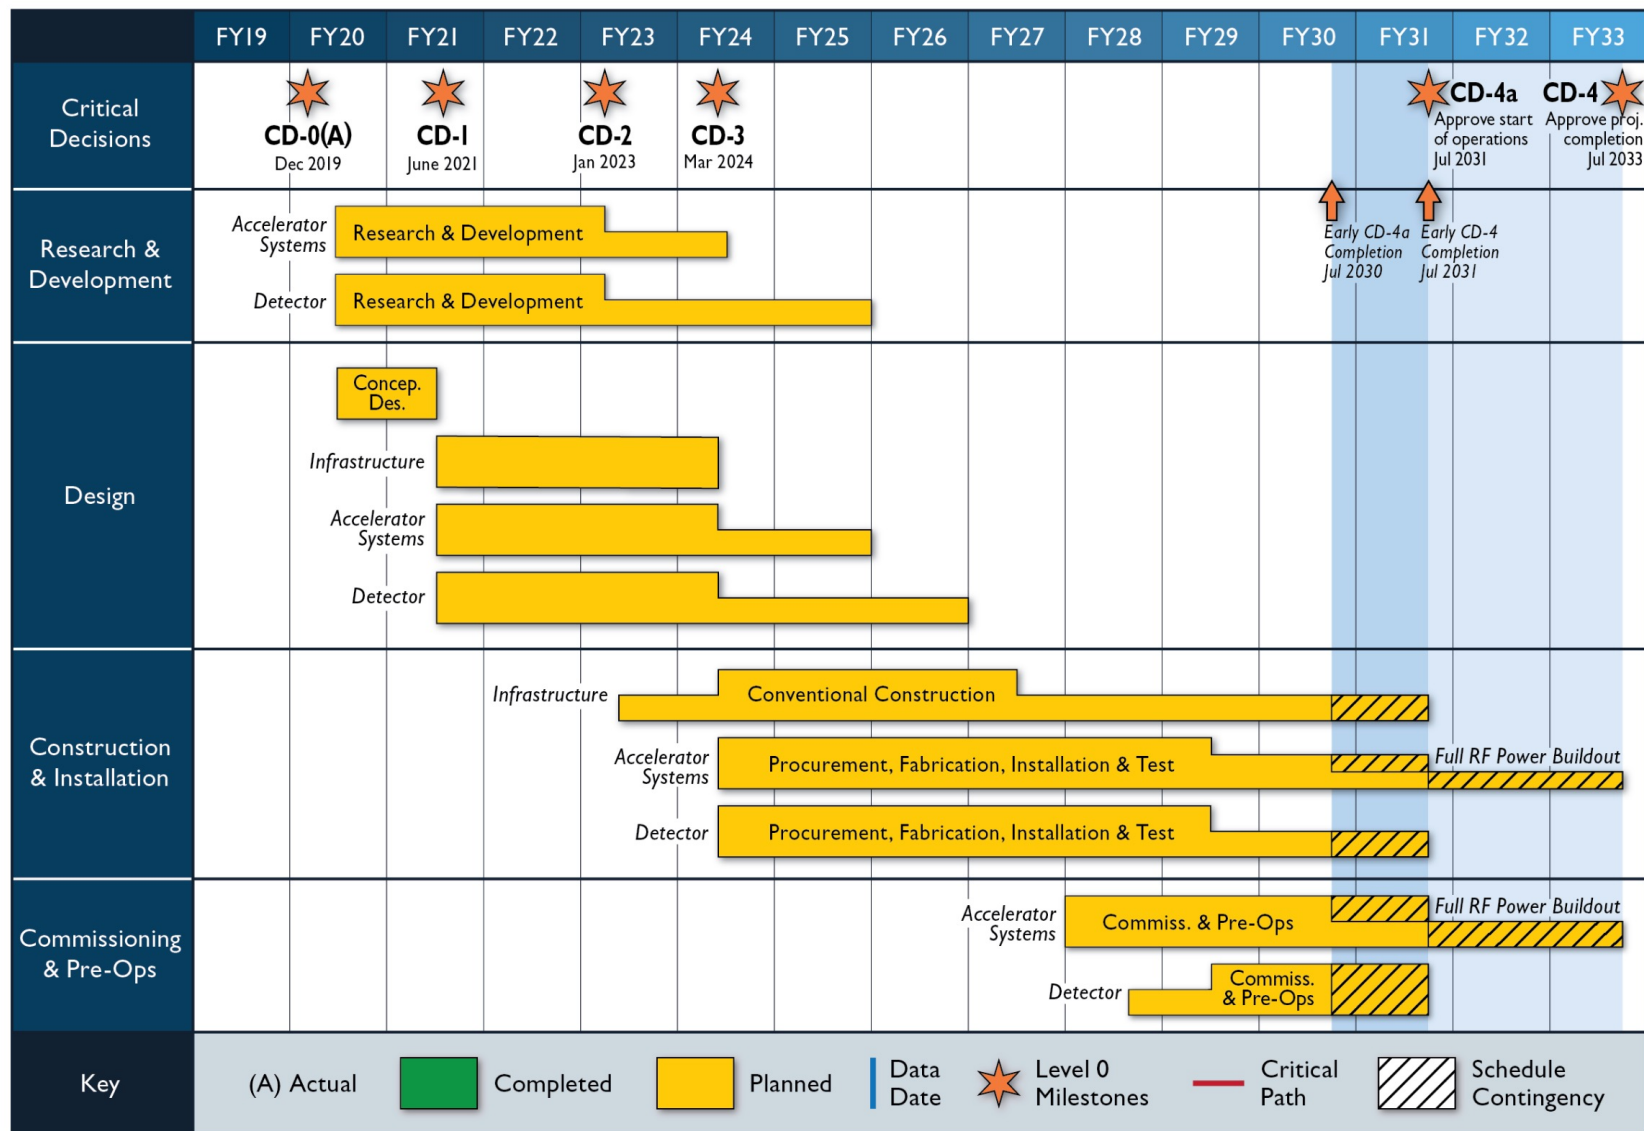 FY19 FY20 FY21 FY22 FY23 FY24 FY25 FY26 FY27 FY28 FY29 FY30 FY31 FY32 FY33
Critical
Decisions
CD-0(A)
Dec 2019
CD-1
June 2021
CD-2
Jan 2023
CD-3
Mar 2024
CD-4a
Approve start
of operations
Jul 2031
CD-4
Approve proj.
completion
Jul 2033
Early CD-4a
Completion
Jul 2030
Early CD-4
Completion
Jul 2031
Research &
Development
Accelerator
Systems
Research & Development
Detector
Research & Development
Design
Concep.
Des.
Infrastructure
Accelerator
Systems
Detector
Construction
& Installation
Infrastructure
Conventional Construction
Accelerator
Systems
Procurement, Fabrication, Installation & Test
Full RF Power Buildout
Detector
Procurement, Fabrication, Installation & Test
Commissioning
& Pre-Ops
Accelerator
Systems
Commiss. & Pre-Ops
Full RF Power Buildout
Detector
Commiss.
& Pre-Ops
Key
(A) Actual
Completed
Planned
Data
Date
Level 0
Milestones
Critical
Path
Schedule
Contingency